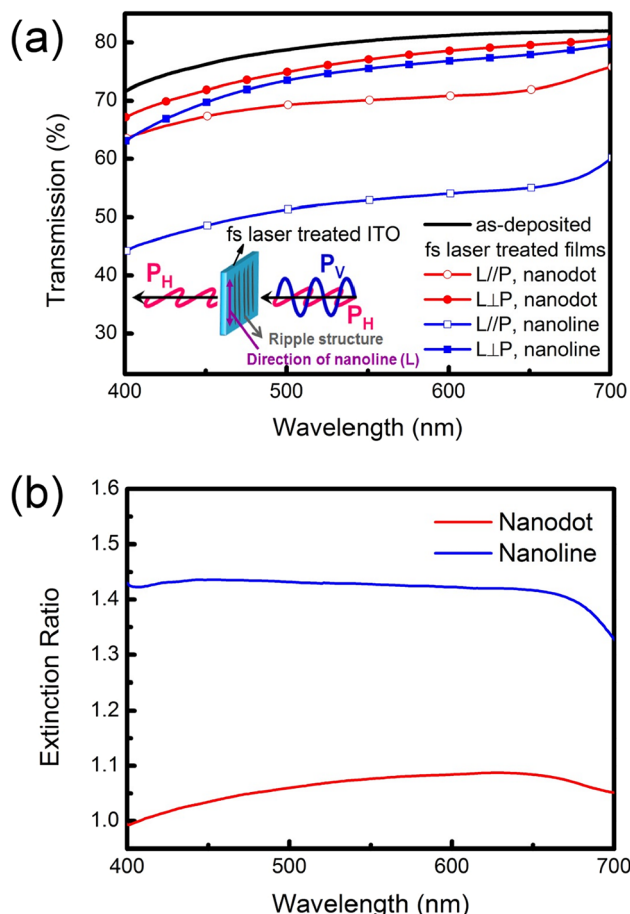 (a)
80
70
60
50
40
30
Transmission (%)
as-deposited
fs laser treated films
L//P, nanodot
L⊥P, nanodot
L//P, nanoline
L⊥P, nanoline
fs laser treated ITO
P_H
P_V
P_H
Ripple structure
Direction of nanoline (L)
400 500 600 700
Wavelength (nm)
(b)
1.6
1.5
1.4
1.3
1.2
1.1
1.0
Extinction Ratio
Nanodot
Nanoline
400 500 600 700
Wavelength (nm)